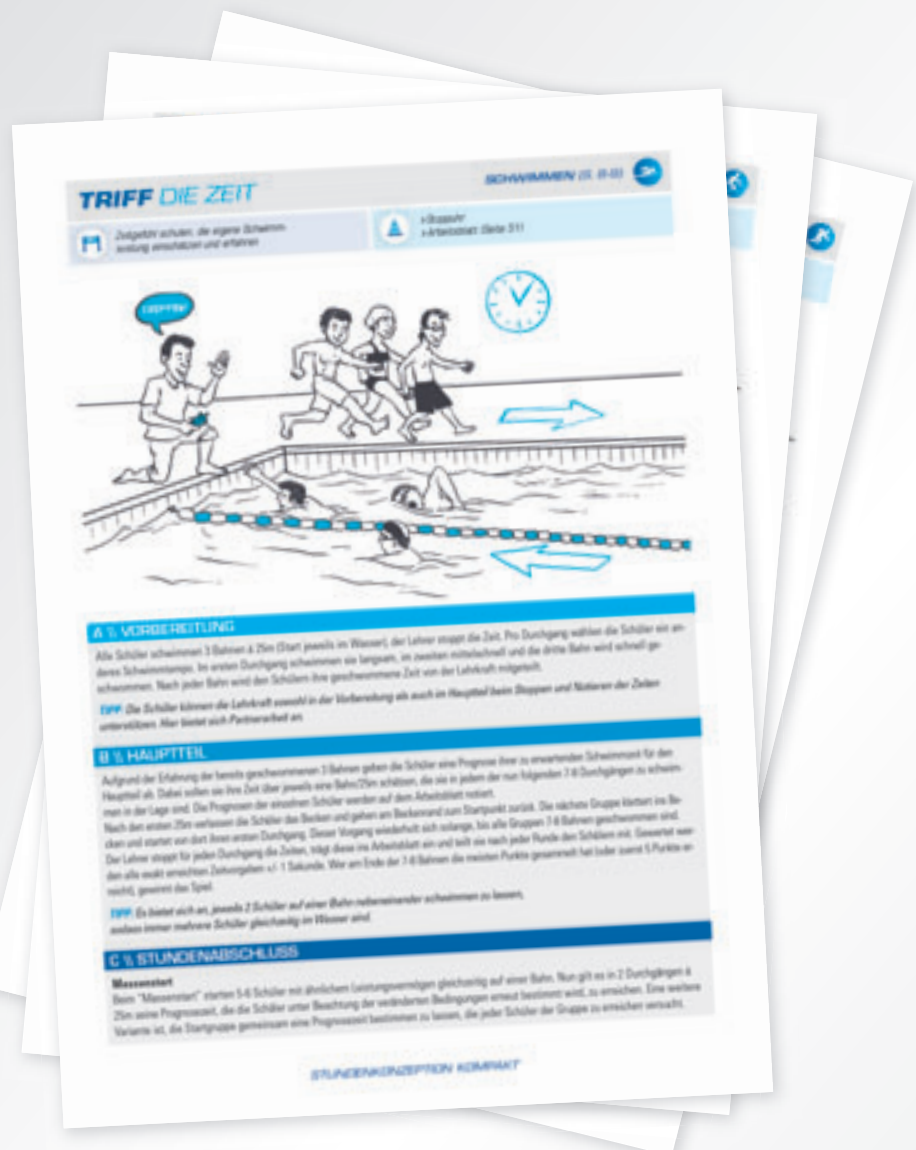 TRIFF DIE ZEIT
SCHWIMMEN (S. 8-9)
Zeitgefühl schulen, die eigene Schwimm-
leistung einschätzen und erfahren
Stoppuhr
Arbeitsblatt (Seite 51)
A \\ VORBEREITUNG
Alle Schüler schwimmen 3 Bahnen à 25m (Start jeweils im Wasser), der Lehrer stoppt die Zeit. Pro Durchgang wählen die Schüler ein an-
deres Schwimmtempo. Im ersten Durchgang schwimmen sie langsam, im zweiten mittelschnell und die dritte Bahn wird schnell ge-
schwommen. Nach jeder Bahn wird den Schülern ihre geschwommene Zeit von der Lehrkraft mitgeteilt.
TIPP: Die Schüler können die Lehrkraft sowohl in der Vorbereitung als auch im Hauptteil beim Stoppen und Notieren der Zeiten
unterstützen. Hier bietet sich Partnerarbeit an.
B \\ HAUPTTEIL
Aufgrund der Erfahrung der bereits geschwommenen 3 Bahnen geben die Schüler eine Prognose ihrer zu erwartenden Schwimmzeit für den
Hauptteil ab. Dabei sollen sie ihre Zeit über jeweils eine Bahn/25m schätzen, die sie in jedem der nun folgenden 7-8 Durchgängen zu schwim-
men in der Lage sind. Die Prognosen der einzelnen Schüler werden auf dem Arbeitsblatt notiert.
Nach den ersten 25m verlassen die Schüler das Becken und gehen am Beckenrand zum Startpunkt zurück. Die nächste Gruppe klettert ins Be-
cken und startet von dort ihren ersten Durchgang. Dieser Vorgang wiederholt sich solange, bis alle Gruppen 7-8 Bahnen geschwommen sind.
Der Lehrer stoppt für jeden Durchgang die Zeiten, trägt diese ins Arbeitsblatt ein und teilt sie nach jeder Runde den Schülern mit. Gewertet wer-
den alle exakt erreichten Zeitvorgaben +/- 1 Sekunde. Wer am Ende der 7-8 Bahnen die meisten Punkte gesammelt hat (oder zuerst 5 Punkte er-
reicht), gewinnt das Spiel.
TIPP: Es bietet sich an, jeweils 2 Schüler auf einer Bahn nebeneinander schwimmen zu lassen,
sodass immer mehrere Schüler gleichzeitig im Wasser sind.
C \\ STUNDENABSCHLUSS
Massenstart
Beim "Massenstart" starten 5-6 Schüler mit ähnlichem Leistungsvermögen gleichzeitig auf einer Bahn. Nun gilt es in 2 Durchgängen à
25m seine Prognosezeit, die die Schüler unter Beachtung der veränderten Bedingungen erneut bestimmt wird, zu erreichen. Eine weitere
Variante ist, die Startgruppe gemeinsam eine Prognosezeit bestimmen zu lassen, die jeder Schüler der Gruppe zu erreichen versucht.
STUNDENKONZEPTION KOMPAKT